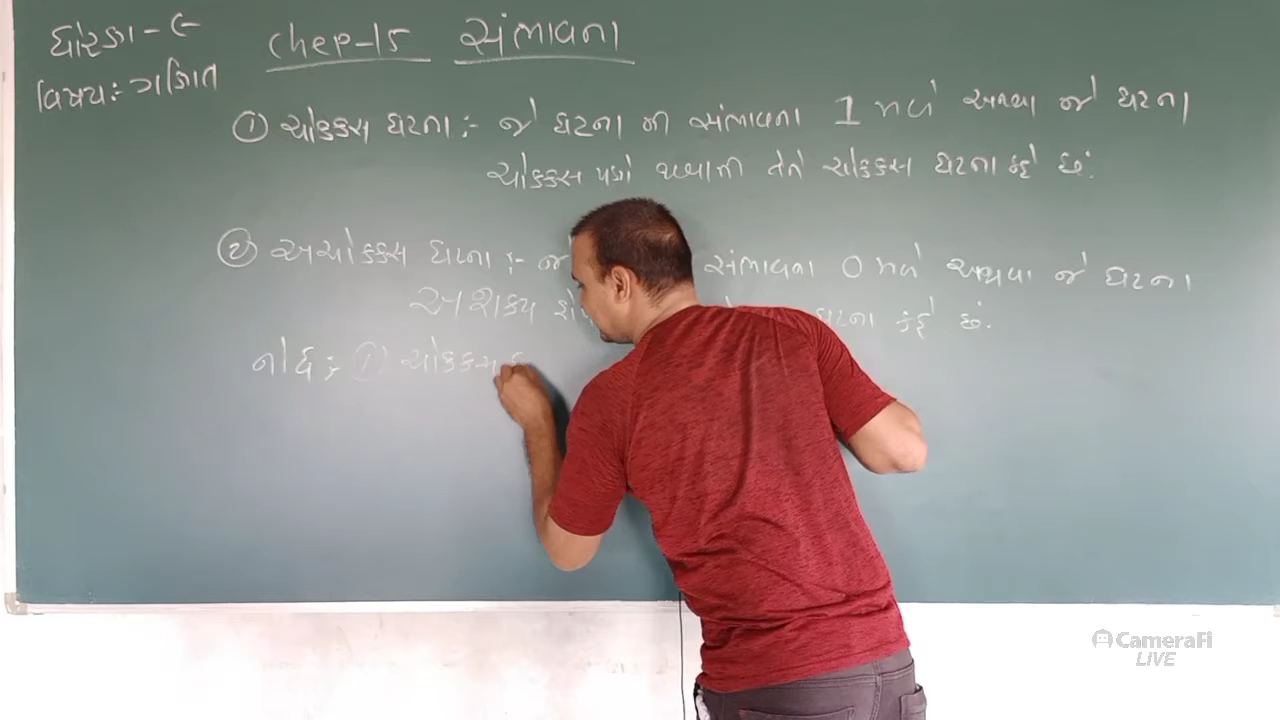 ધોરણ - ૯
વિષય :- ગણિત
Chep-15 સંભાવના
① ચોક્કસ ઘટના :- જે ઘટના ની સંભાવના 1 મળે અથવા જે ઘટના
ચોક્કસ પણે થવાની તેને ચોક્કસ ઘટના કહે છે.
② અચોક્કસ ઘટના :- જે સંભાવના 0 મળે અથવા જે ઘટના
અશક્ય ઘટના કહે છે.
નોંધ :- ① ચોક્કસ
CameraFi
LIVE